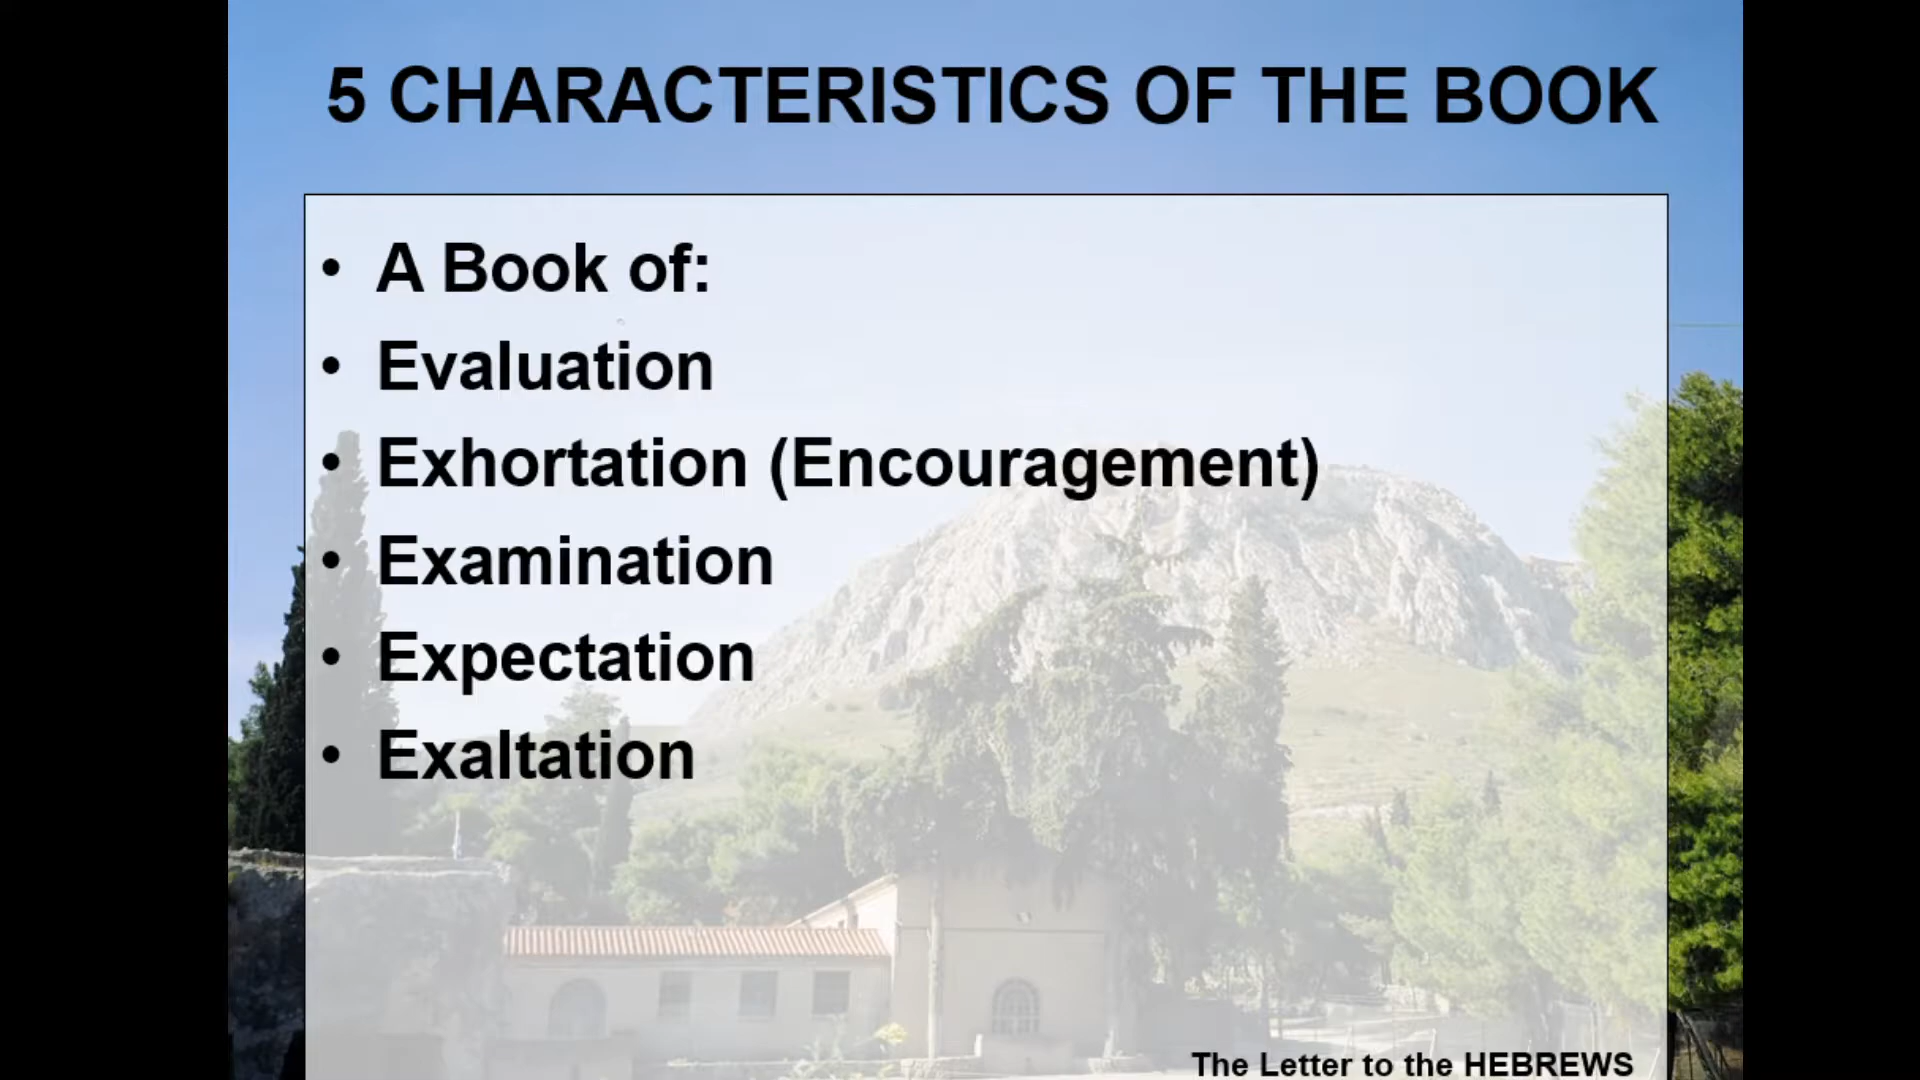 5 CHARACTERISTICS OF THE BOOK
• A Book of:
• Evaluation
• Exhortation (Encouragement)
• Examination
• Expectation
• Exaltation
The Letter to the HEBREWS